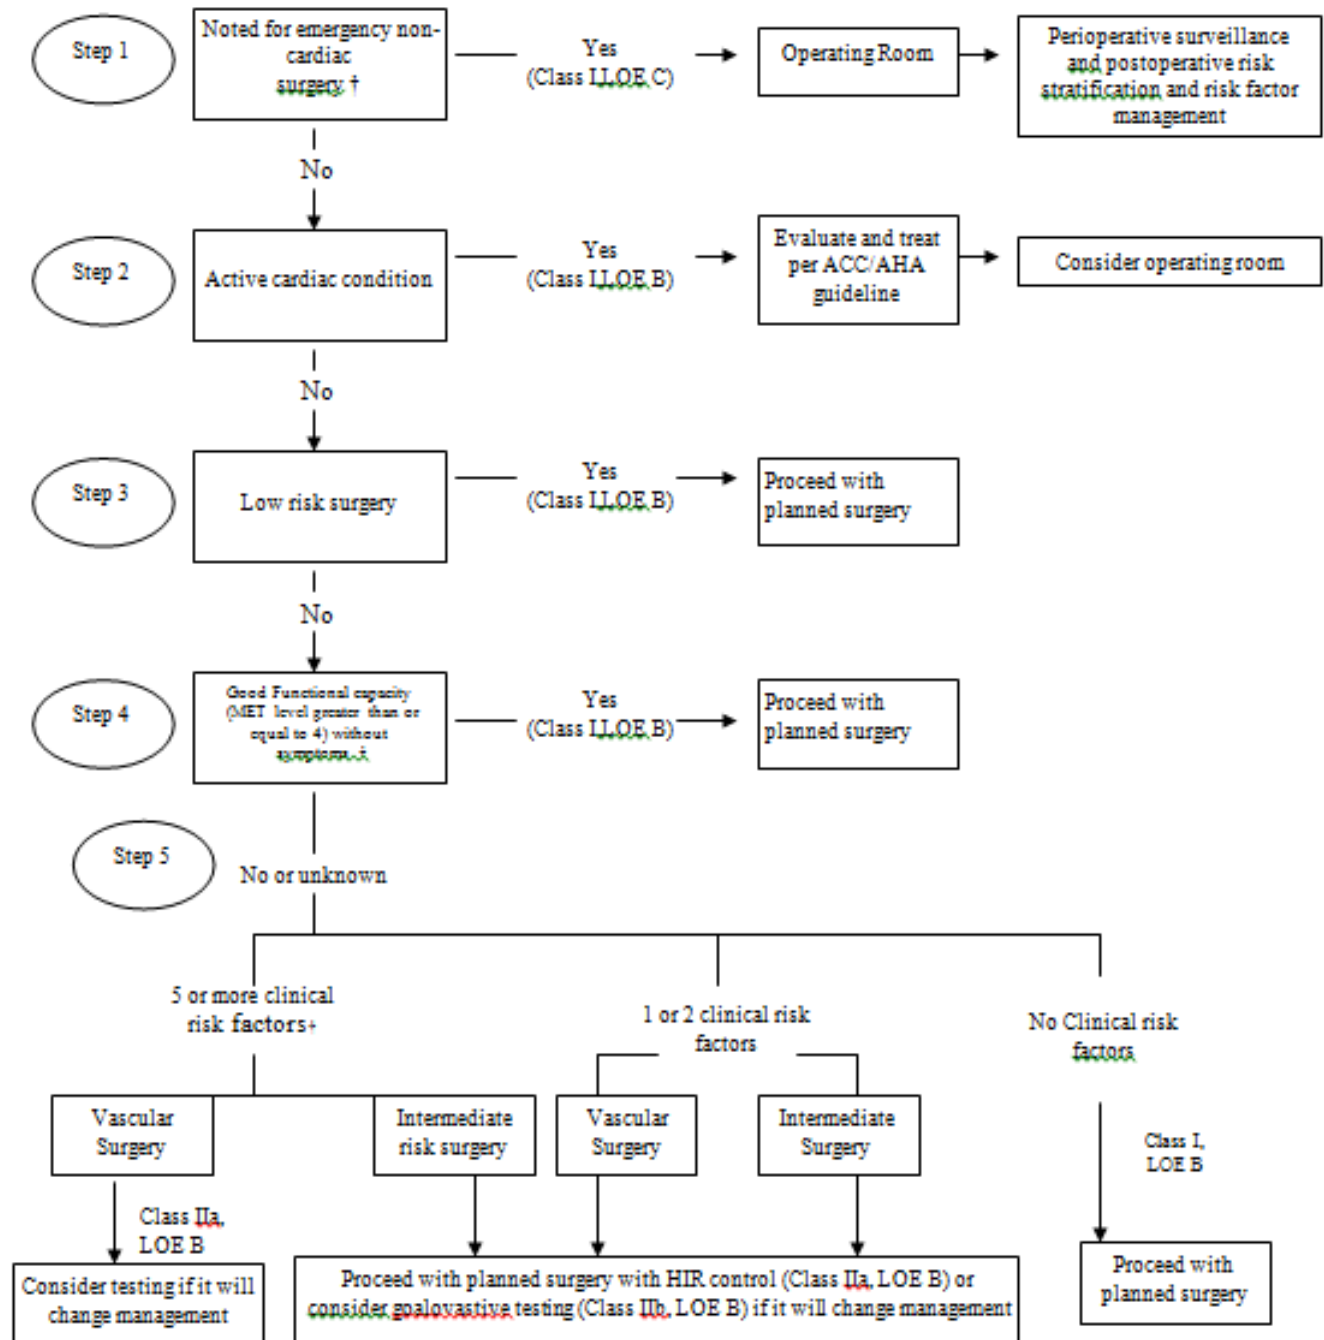 Step 1
Noted for emergency non-
cardiac
surgery †
Yes
(Class I,LOE C)
Operating Room
Perioperative surveillance
and postoperative risk
stratification and risk factor
management
No
Step 2
Active cardiac condition
Yes
(Class I,LOE B)
Evaluate and treat
per ACC/AHA
guideline
Consider operating room
No
Step 3
Low risk surgery
Yes
(Class I,LOE B)
Proceed with
planned surgery
No
Step 4
Good Functional capacity
(MET level greater than or
equal to 4) without
symptoms ‡
Yes
(Class I,LOE B)
Proceed with
planned surgery
Step 5
No or unknown
5 or more clinical
risk factors+
1 or 2 clinical risk
factors
No Clinical risk
factors
Vascular
Surgery
Intermediate
risk surgery
Vascular
Surgery
Intermediate
Surgery
Class I,
LOE B
Class IIa,
LOE B
Consider testing if it will
change management
Proceed with planned surgery with HIR control (Class IIa, LOE B) or
consider goalovastive testing (Class IIb, LOE B) if it will change management
Proceed with
planned surgery